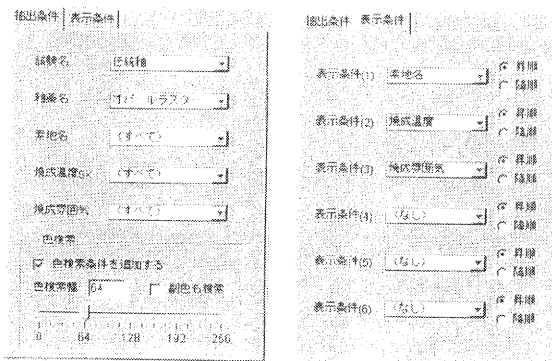 抽出条件 表示条件
試験名
釉薬名 オパールラスター
素地名 (すべて)
焼成温度SK (すべて)
焼成雰囲気 (すべて)
色検索
色検索条件を追加する
色検索幅 64 副色も検索
0 64 128 192 256
抽出条件 表示条件
表示条件(1) 素地名 昇順
降順
表示条件(2) 焼成温度 昇順
降順
表示条件(3) 焼成雰囲気 昇順
降順
表示条件(4) (なし) 昇順
降順
表示条件(5) (なし) 昇順
降順
表示条件(6) (なし) 昇順
降順